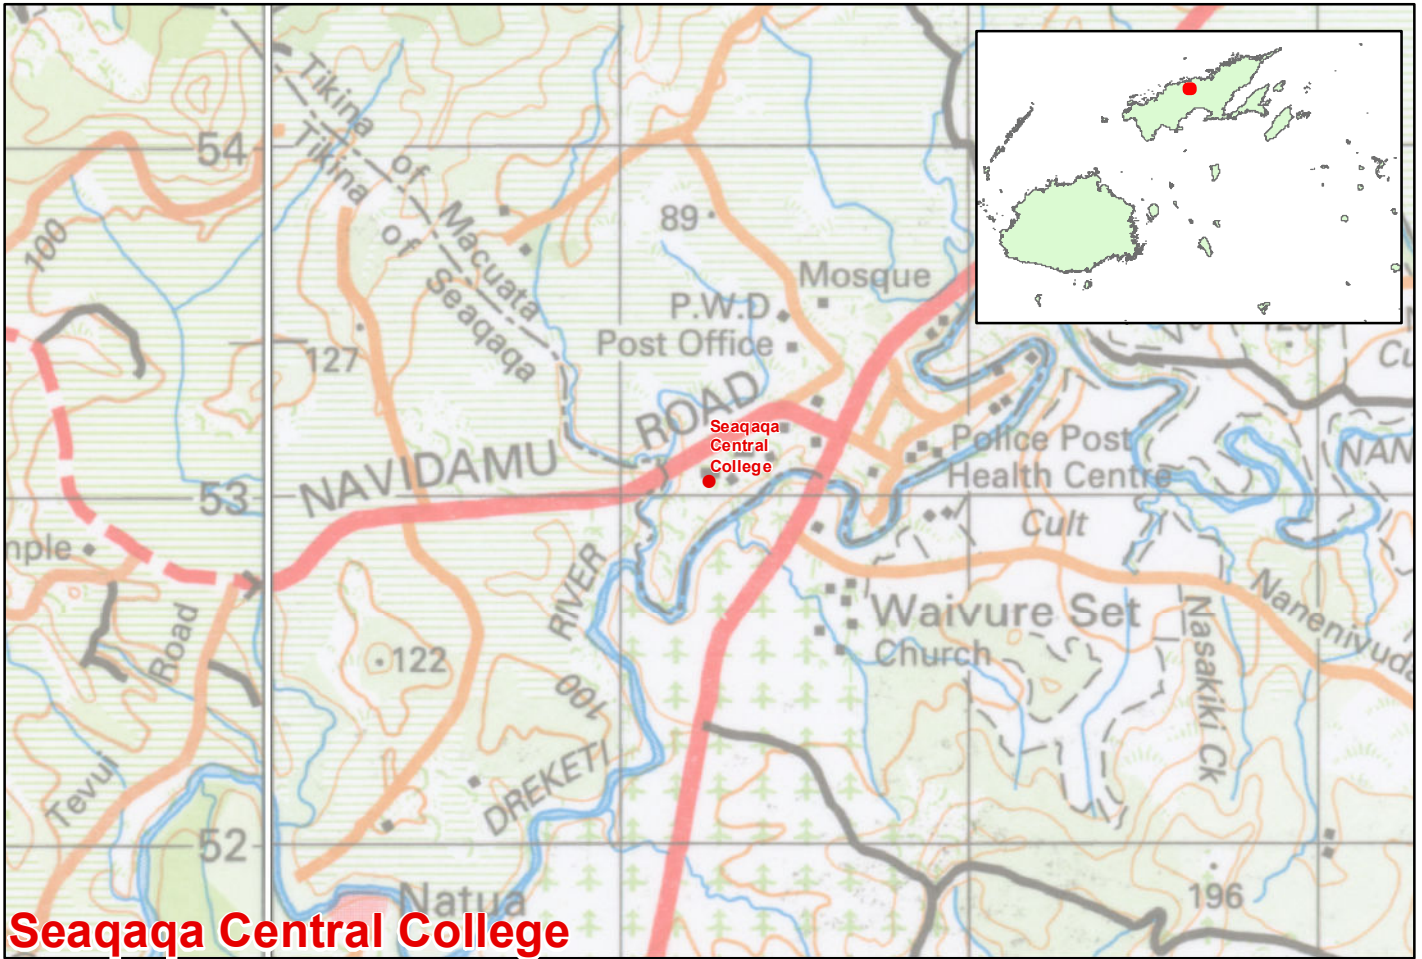 Tikina
Tikina
of
of
Macuata
Seaqaqa
54
100
89
Mosque
P.W.D
Post Office
127
ROAD
NAVIDAMU
Seaqaqa
Central
College
Police Post
Health Centre
53
Cult
RIVER
Waivure Set
Church
Nasakiki Ck
Road
122
100
DREKETI
Tevui
52
Natua
196
Seaqaqa Central College